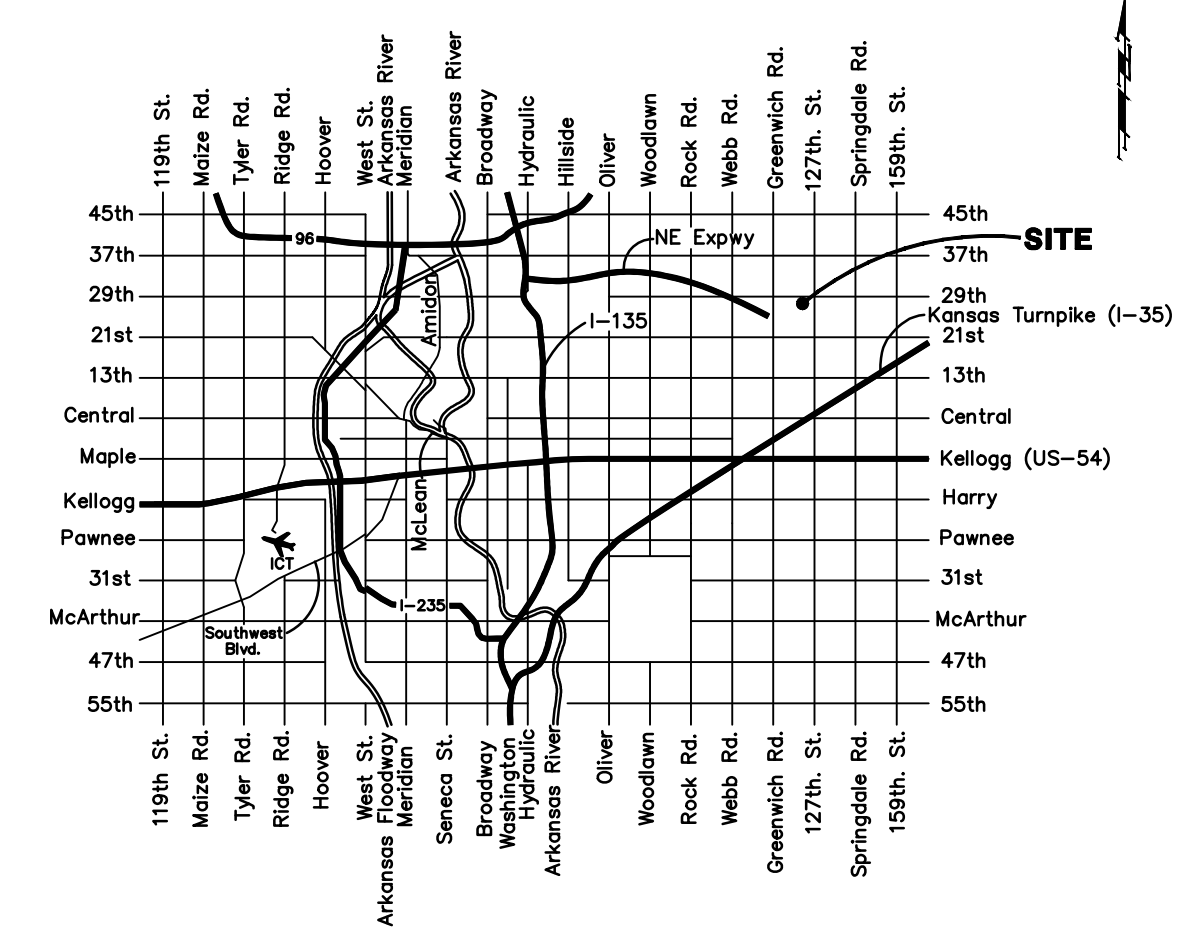 119th St.
Maize Rd.
Tyler Rd.
Ridge Rd.
Hoover
West St.
Arkansas River
Meridian
Arkansas River
Broadway
Hydraulic
Hillside
Oliver
Woodlawn
Rock Rd.
Webb Rd.
Greenwich Rd.
127th. St.
Springdale Rd.
159th. St.
45th
45th
96
NE Expwy
SITE
37th
37th
29th
29th
Amidon
I-135
Kansas Turnpike (I-35)
21st
21st
13th
13th
Central
Central
Maple
Kellogg (US-54)
Kellogg
Harry
McLean
Pawnee
Pawnee
ICT
31st
31st
I-235
McArthur
McArthur
Southwest
Blvd.
47th
47th
55th
55th
119th St.
Maize Rd.
Tyler Rd.
Ridge Rd.
Hoover
West St.
Arkansas Floodway
Meridian
Seneca St.
Broadway
Washington
Hydraulic
Arkansas River
Oliver
Woodlawn
Rock Rd.
Webb Rd.
Greenwich Rd.
127th. St.
Springdale Rd.
159th. St.